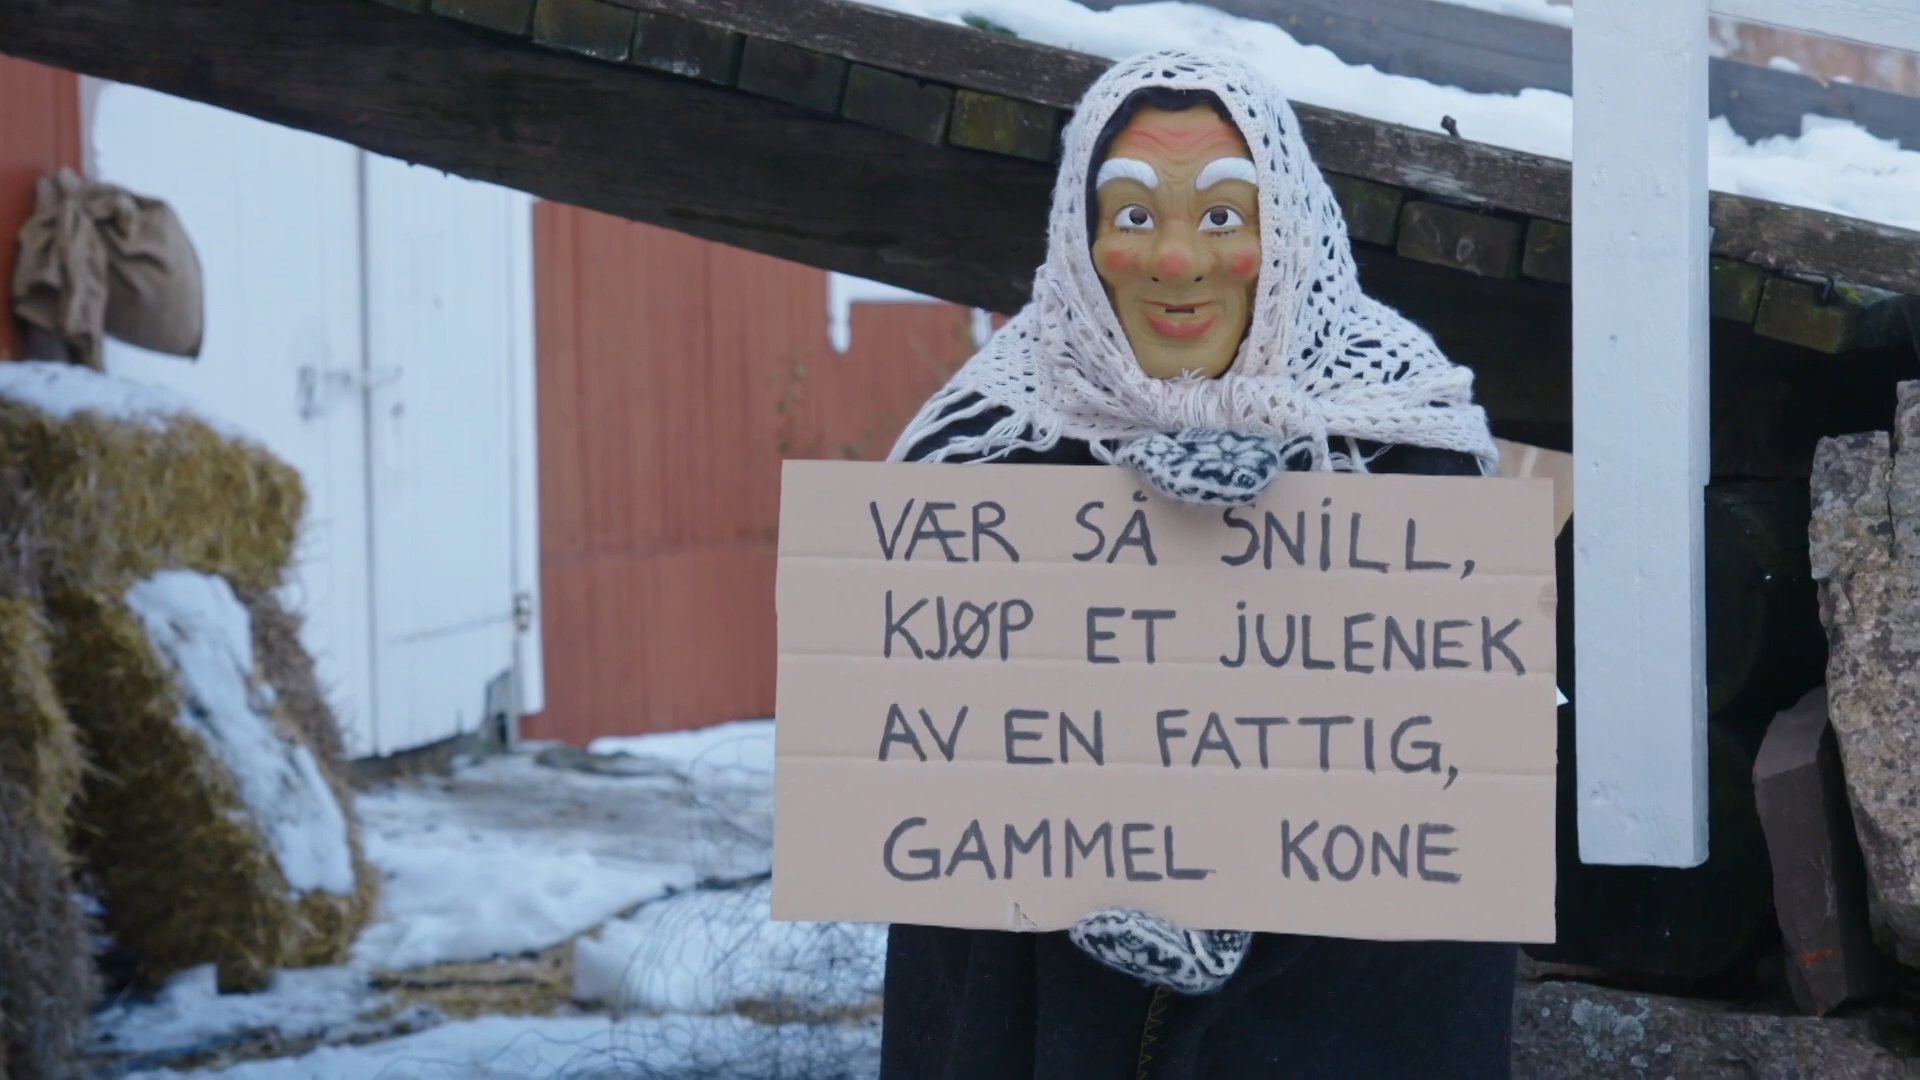 VÆR SÅ SNILL,
KJØP ET JULENEK
AV EN FATTIG,
GAMMEL KONE